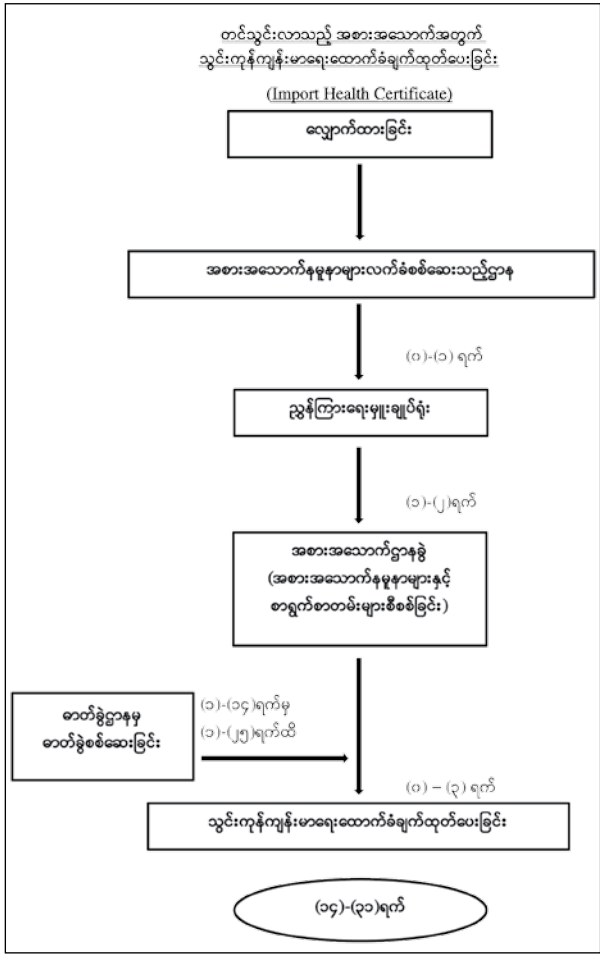 တင်သွင်းလာသည့် အစားအသောက်အတွက်
သွင်းကုန်ကျန်းမာရေးထောက်ခံချက်ထုတ်ပေးခြင်း
(Import Health Certificate)
လျှောက်ထားခြင်း
အစားအသောက်နမူနာများလက်ခံစစ်ဆေးသည့်ဌာန
(၀)-(၁) ရက်
ညွှန်ကြားရေးမှူးချုပ်ရုံး
(၁)-(၂)ရက်
အစားအသောက်ဌာနခွဲ
(အစားအသောက်နမူနာများနှင့်
စာရွက်စာတမ်းများစီစစ်ခြင်း)
ဓာတ်ခွဲဌာနမှ
ဓာတ်ခွဲစစ်ဆေးခြင်း
(၁)-(၁၄)ရက်မှ
(၁)-(၂၅)ရက်ထိ
(၀) – (၃) ရက်
သွင်းကုန်ကျန်းမာရေးထောက်ခံချက်ထုတ်ပေးခြင်း
(၁၄)-(၃၁)ရက်